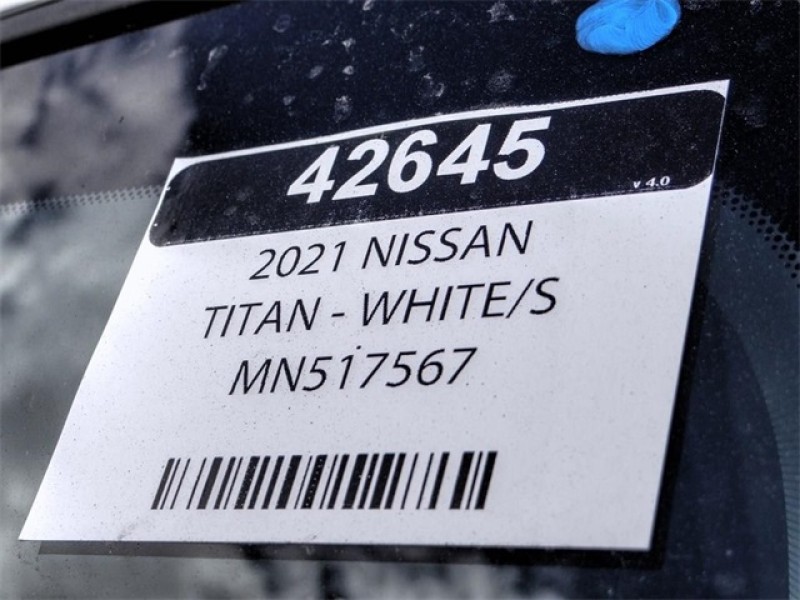 42645
v 4.0
2021 NISSAN
TITAN - WHITE/S
MN517567